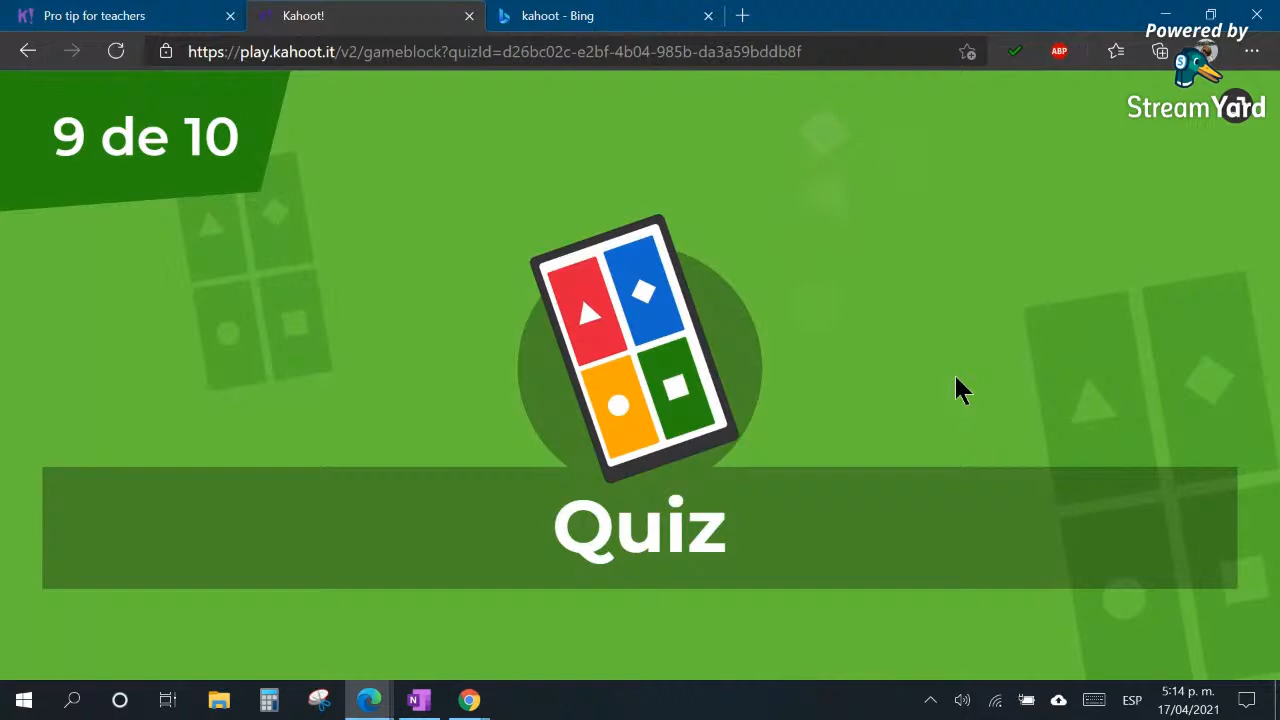 Pro tip for teachers
Kahoot!
kahoot - Bing
https://play.kahoot.it/v2/gameblock?quizId=d26bc02c-e2bf-4b04-985b-da3a59bddb8f
ABP
Powered by
StreamYard
9 de 10
Quiz
ESP
5:14 p. m.
17/04/2021